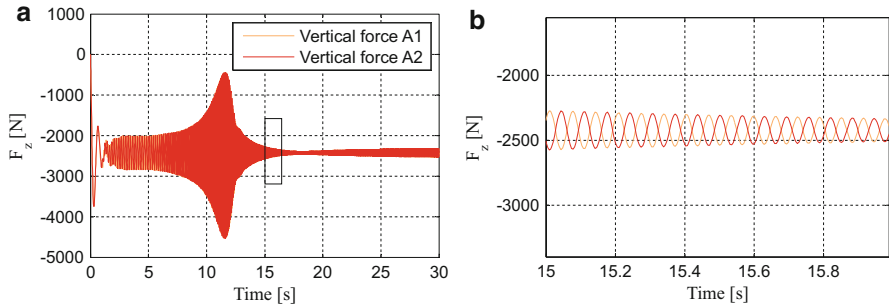 a
1000
0
-1000
-2000
-3000
-4000
-5000
F_z [N]
Vertical force A1
Vertical force A2
0 5 10 15 20 25 30
Time [s]
b
-2000
-2500
-3000
F_z [N]
15 15.2 15.4 15.6 15.8
Time [s]